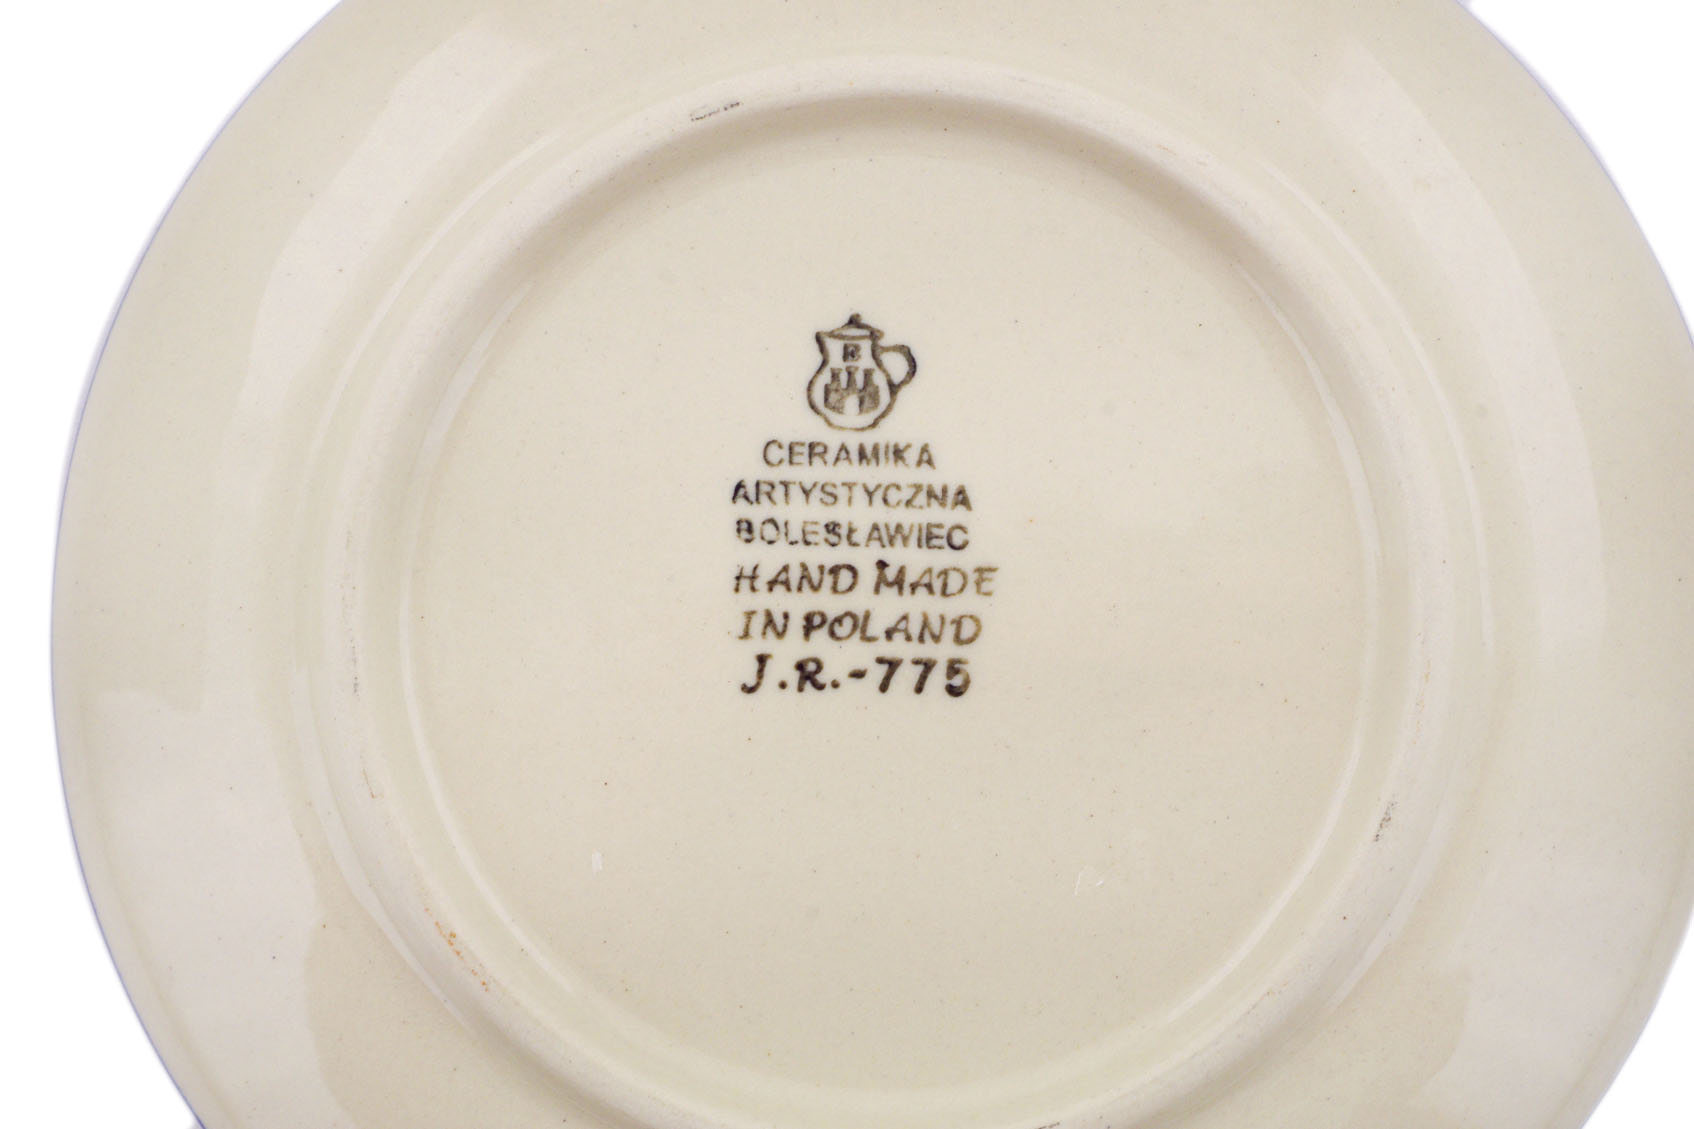 B
CERAMIKA
ARTYSTYCZNA
BOLESŁAWIEC
HAND MADE
IN POLAND
J.R.-775